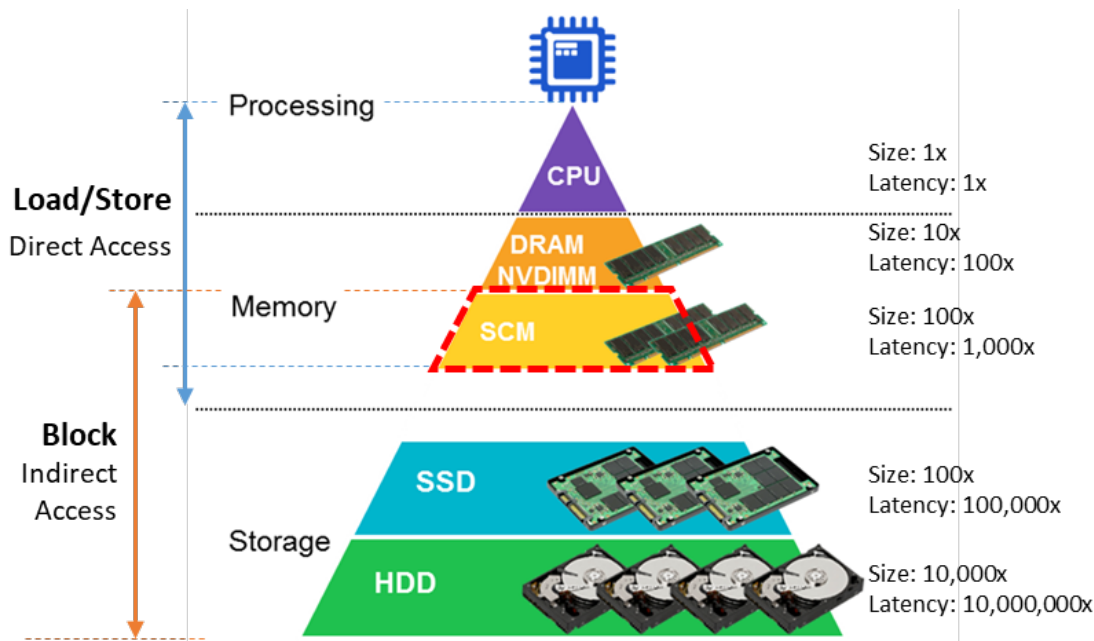 Processing
CPU
Size: 1x
Latency: 1x
Load/Store
Direct Access
DRAM
NVDIMM
Size: 10x
Latency: 100x
Memory
SCM
Size: 100x
Latency: 1,000x
Block
Indirect
Access
SSD
Size: 100x
Latency: 100,000x
Storage
HDD
Size: 10,000x
Latency: 10,000,000x